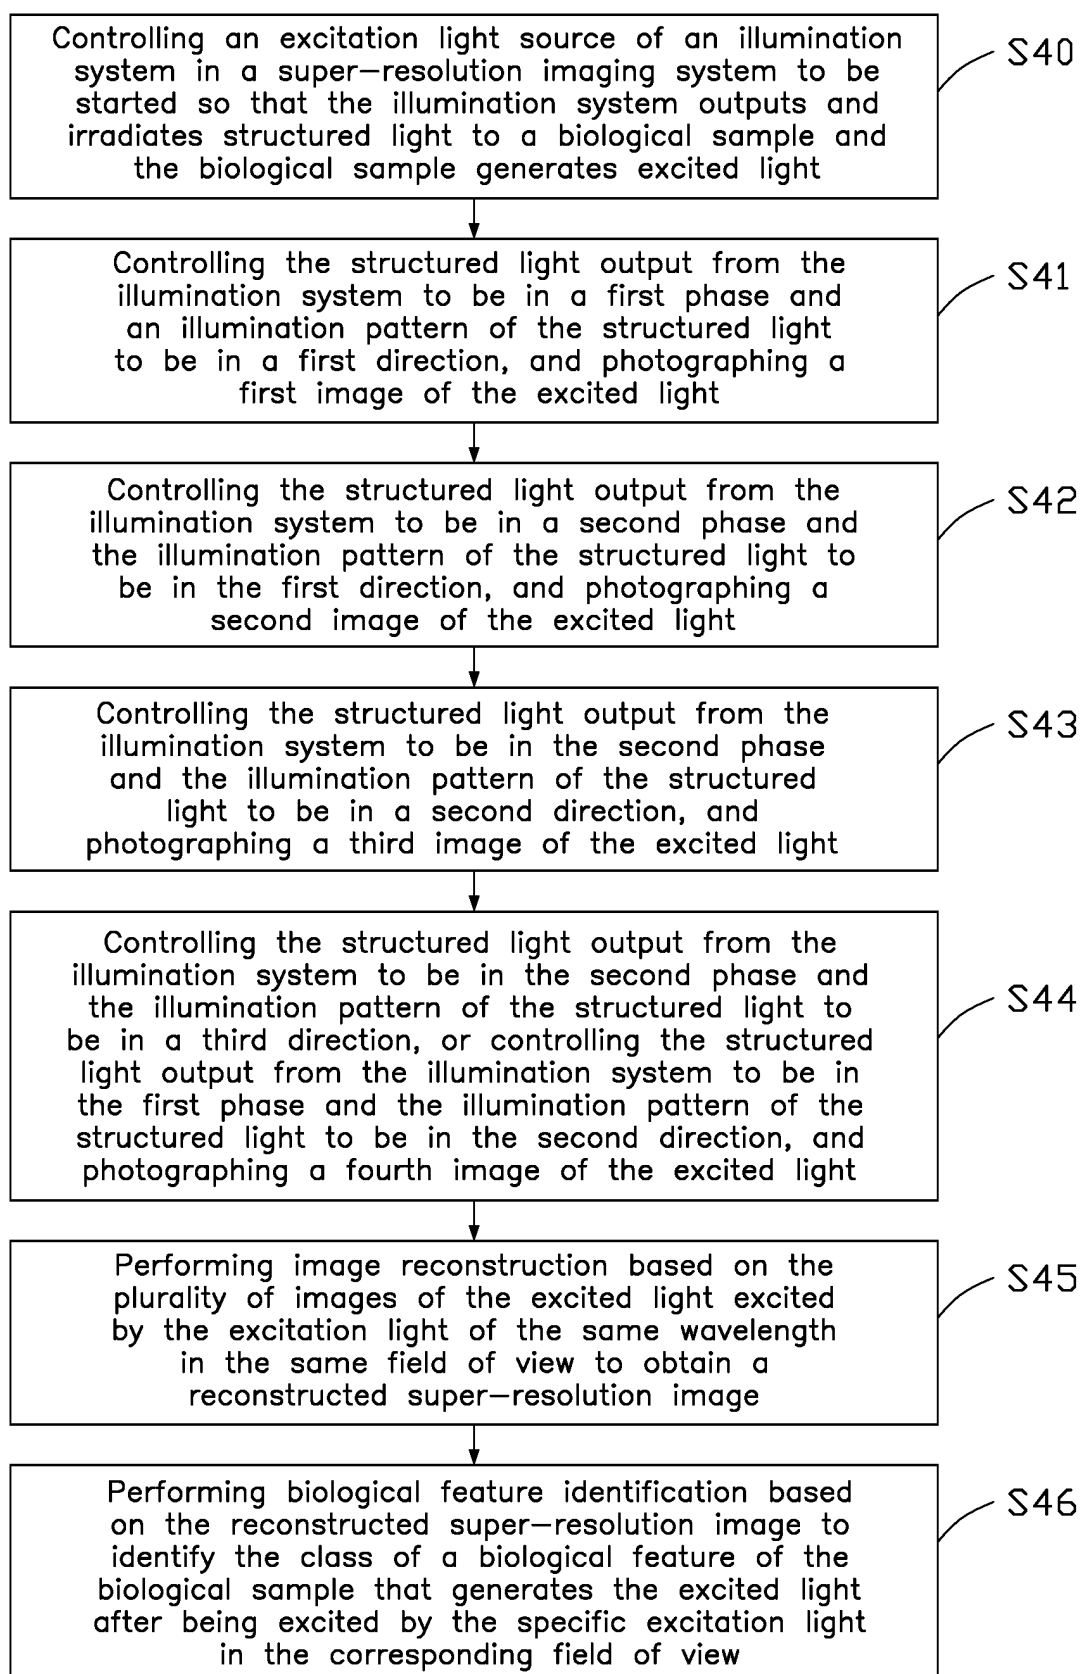 Controlling an excitation light source of an illumination
system in a super-resolution imaging system to be
started so that the illumination system outputs and
irradiates structured light to a biological sample and
the biological sample generates excited light
S40
Controlling the structured light output from the
illumination system to be in a first phase and
an illumination pattern of the structured light
to be in a first direction, and photographing a
first image of the excited light
S41
Controlling the structured light output from the
illumination system to be in a second phase and
the illumination pattern of the structured light to
be in the first direction, and photographing a
second image of the excited light
S42
Controlling the structured light output from the
illumination system to be in the second phase
and the illumination pattern of the structured
light to be in a second direction, and
photographing a third image of the excited light
S43
Controlling the structured light output from the
illumination system to be in the second phase and
the illumination pattern of the structured light to
be in a third direction, or controlling the structured
light output from the illumination system to be in
the first phase and the illumination pattern of the
structured light to be in the second direction, and
photographing a fourth image of the excited light
S44
Performing image reconstruction based on the
plurality of images of the excited light excited
by the excitation light of the same wavelength
in the same field of view to obtain a
reconstructed super-resolution image
S45
Performing biological feature identification based
on the reconstructed super-resolution image to
identify the class of a biological feature of the
biological sample that generates the excited light
after being excited by the specific excitation light
in the corresponding field of view
S46